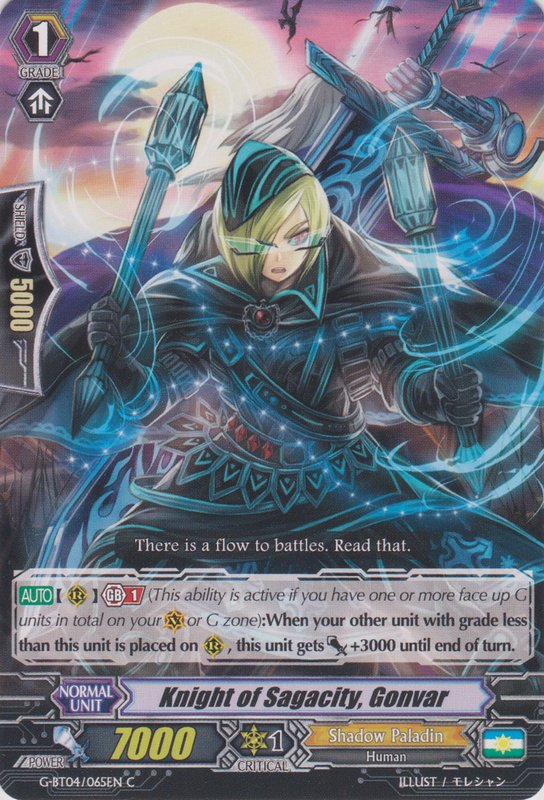 1
GRADE
SHIELD
5000
There is a flow to battles. Read that.
AUTO 【 R 】 GB 1 (This ability is active if you have one or more face up G
units in total on your V or G zone):When your other unit with grade less
than this unit is placed on R , this unit gets +3000 until end of turn.
NORMAL
UNIT
Knight of Sagacity, Gonvar
POWER
7000
1
CRITICAL
Shadow Paladin
Human
G-BT04/065EN C
ILLUST / モレシャン